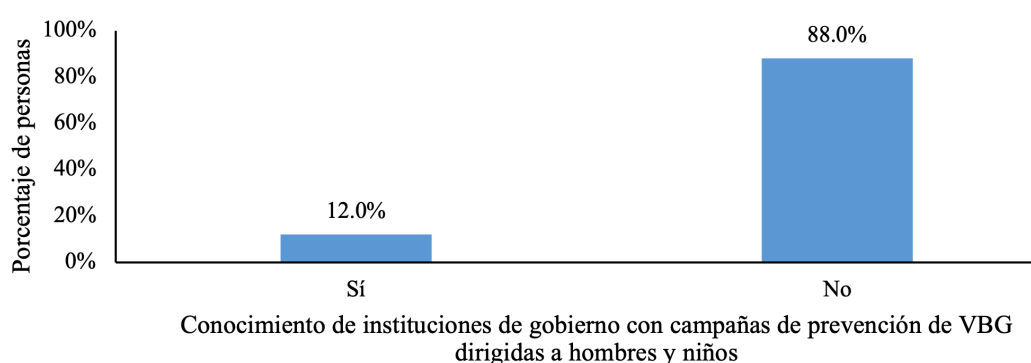 Porcentaje de personas
100%
80%
60%
40%
20%
0%
12.0%
88.0%
Sí
No
Conocimiento de instituciones de gobierno con campañas de prevención de VBG
dirigidas a hombres y niños